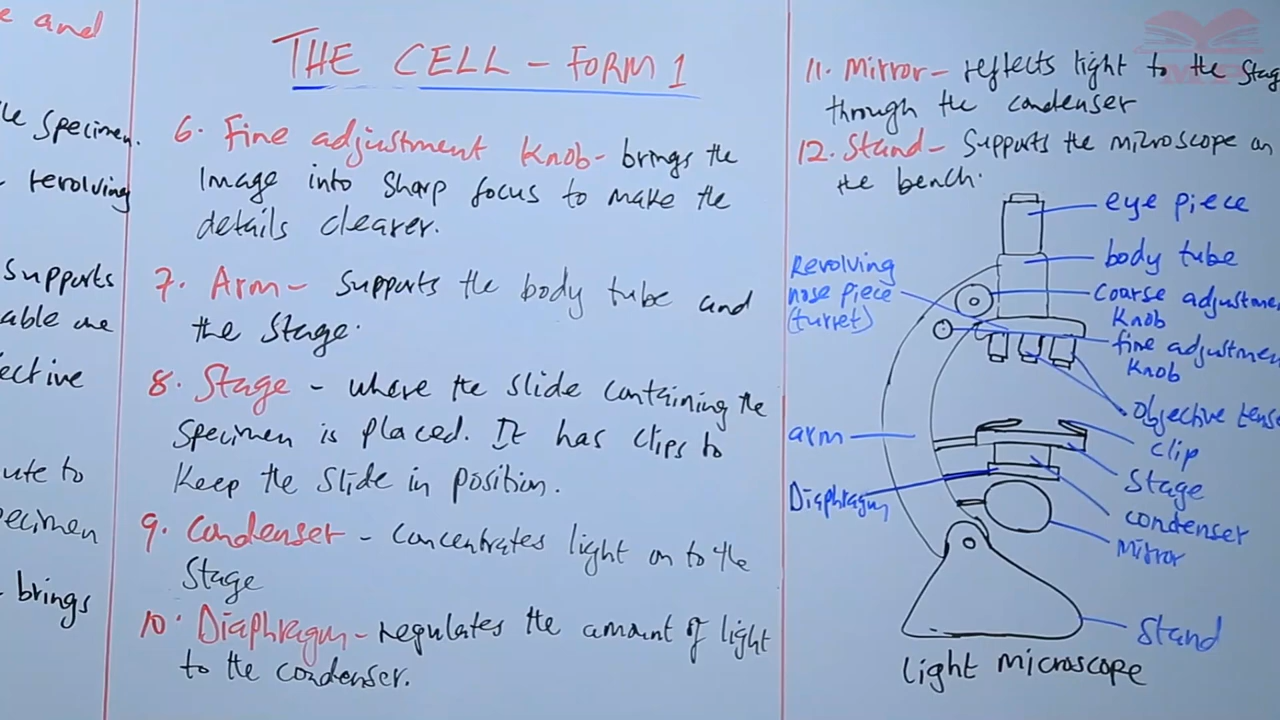 e and
le specimen.
revolving
supports
able one
ective
ute to
pecimen
- brings
THE CELL - FORM 1
6. Fine adjustment Knob- brings the
Image into sharp focus to make the
details clearer.
7. Arm- supports the body tube and
the stage.
8. Stage - where the slide containing the
specimen is placed. It has clips to
keep the slide in position.
9. Condenser - concentrates light on to the
stage
10. Diaphragm- regulates the amount of light
to the condenser.
11. Mirror- reflects light to the stag
through the condenser
12. Stand- supports the microscope on
the bench.
eye piece
body tube
Revolving
nose piece
(turret)
coarse adjustme
knob
fine adjustmen
knob
Objective lens
arm
clip
Stage
Diaphragm
condenser
Mirror
Stand
light microscope